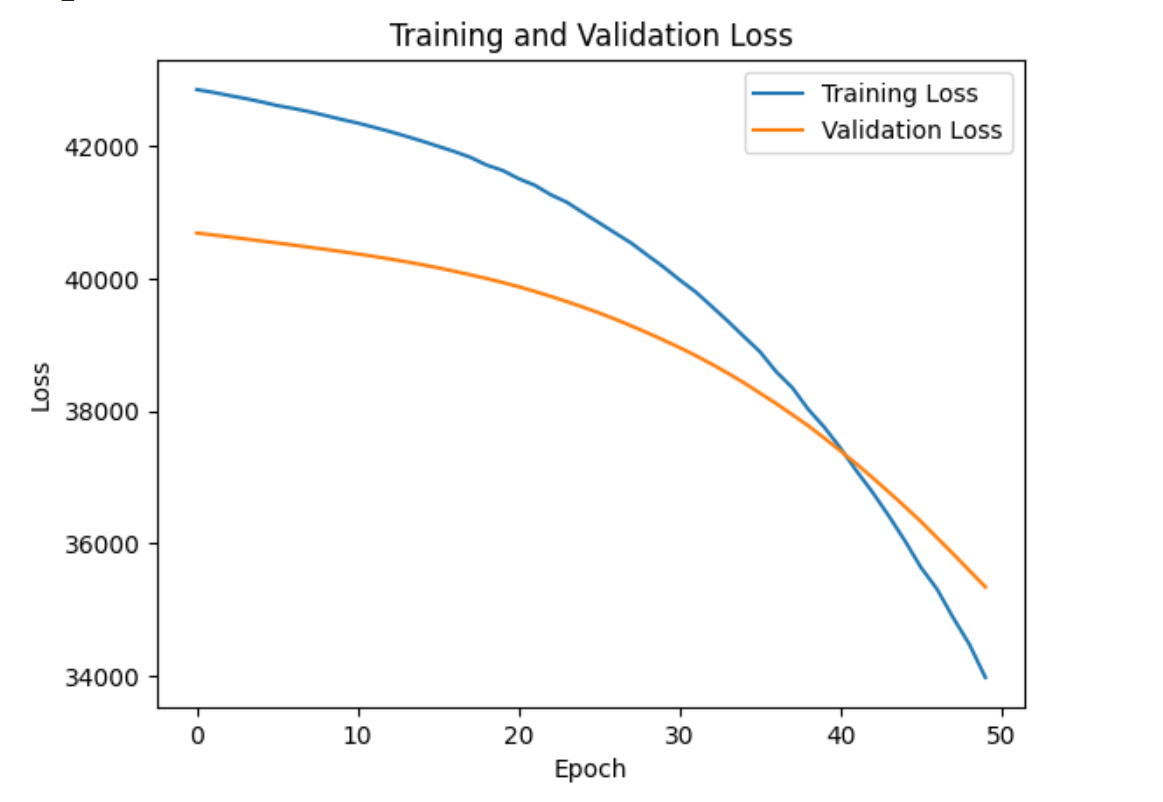 Training and Validation Loss
Training Loss
Validation Loss
42000
40000
38000
36000
34000
Loss
0 10 20 30 40 50
Epoch